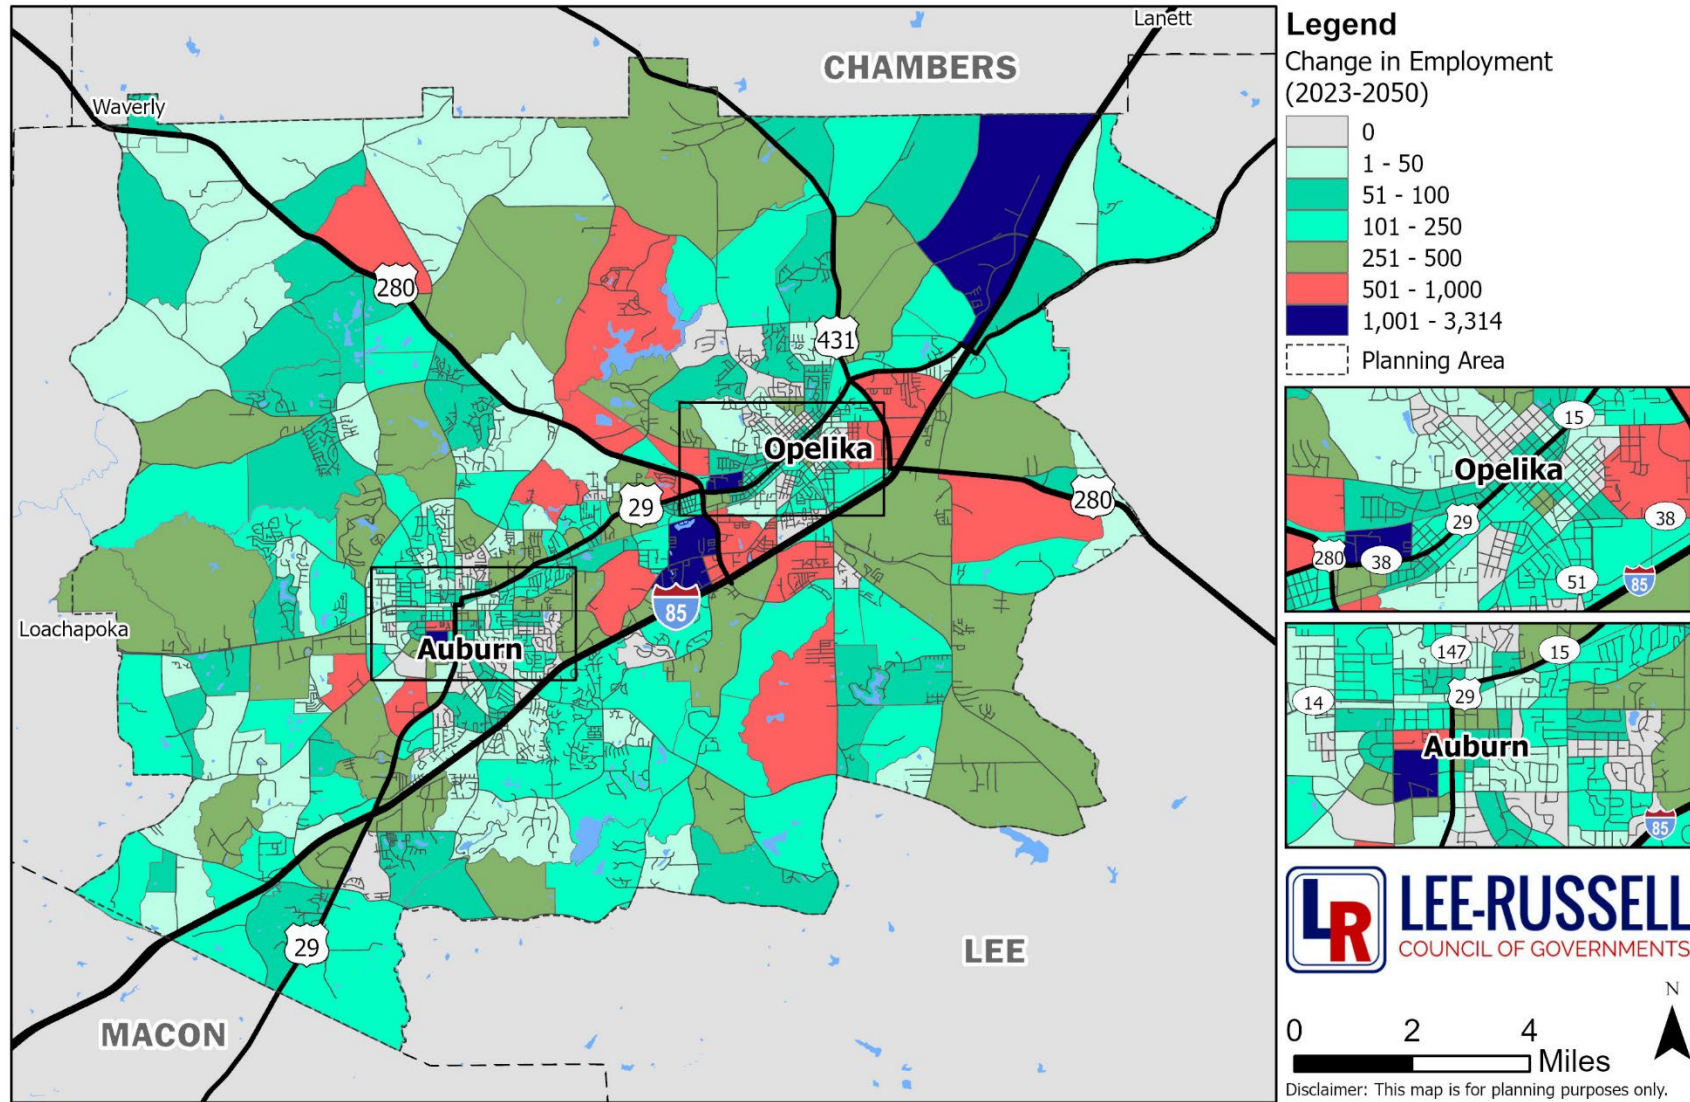 Lanett
CHAMBERS
Waverly
280
431
Opelika
29
280
85
Loachapoka
Auburn
29
LEE
MACON
Legend
Change in Employment
(2023-2050)
0
1 - 50
51 - 100
101 - 250
251 - 500
501 - 1,000
1,001 - 3,314
Planning Area
15
Opelika
29
38
280
38
51
85
147
15
14
29
Auburn
85
LR
LEE-RUSSELL
COUNCIL OF GOVERNMENTS
N
0 2 4
Miles
Disclaimer: This map is for planning purposes only.